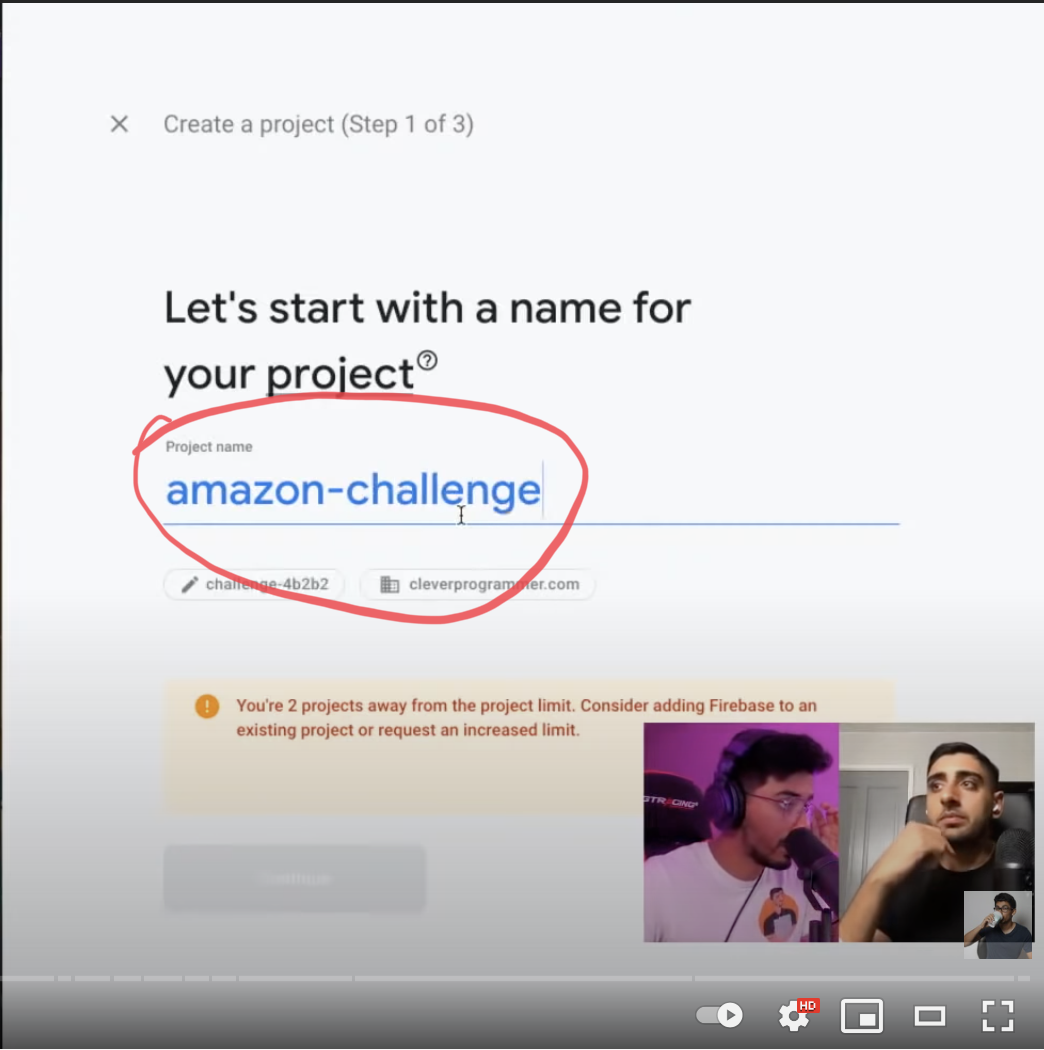 Create a project (Step 1 of 3)
Let's start with a name for
your project
Project name
amazon-challenge
challenge-4b2b2
cleverprogrammer.com
You're 2 projects away from the project limit. Consider adding Firebase to an
existing project or request an increased limit.
Continue
GTRACING
HD